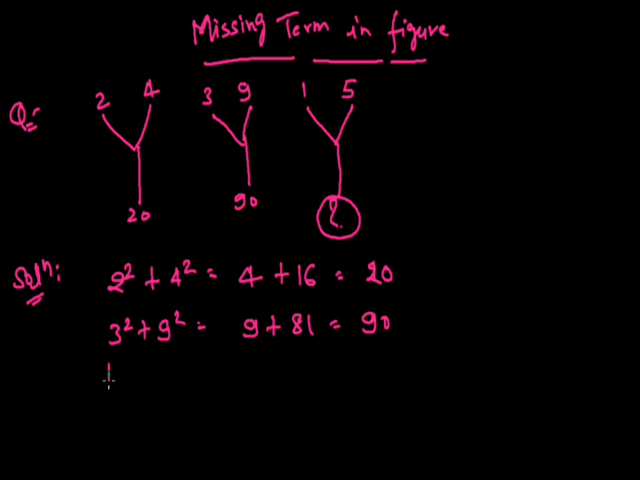 Missing Term in figure
Q:- 2 4 3 9 1 5
20 90 ?
Solⁿ: 2² + 4² = 4 + 16 = 20
3² + 9² = 9 + 81 = 90